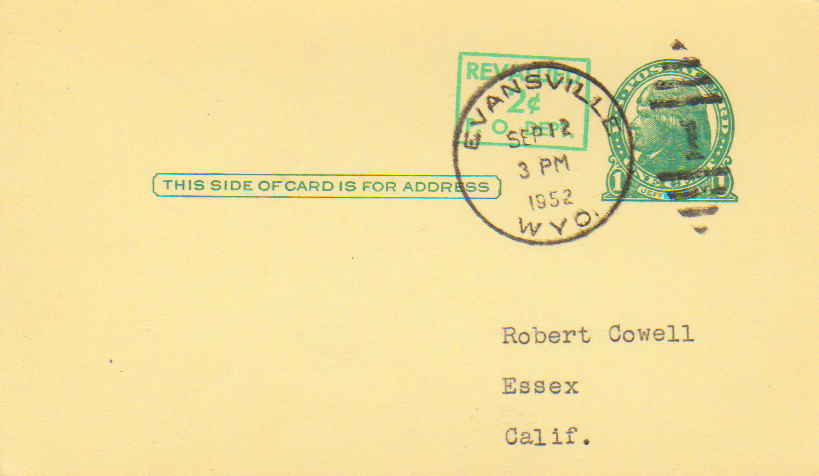 REVALUED
2¢
P. O. DEPT.
EVANSVILLE
SEP 12
3 PM
1952
WYO.
THIS SIDE OF CARD IS FOR ADDRESS
1
Robert Cowell
Essex
Calif.